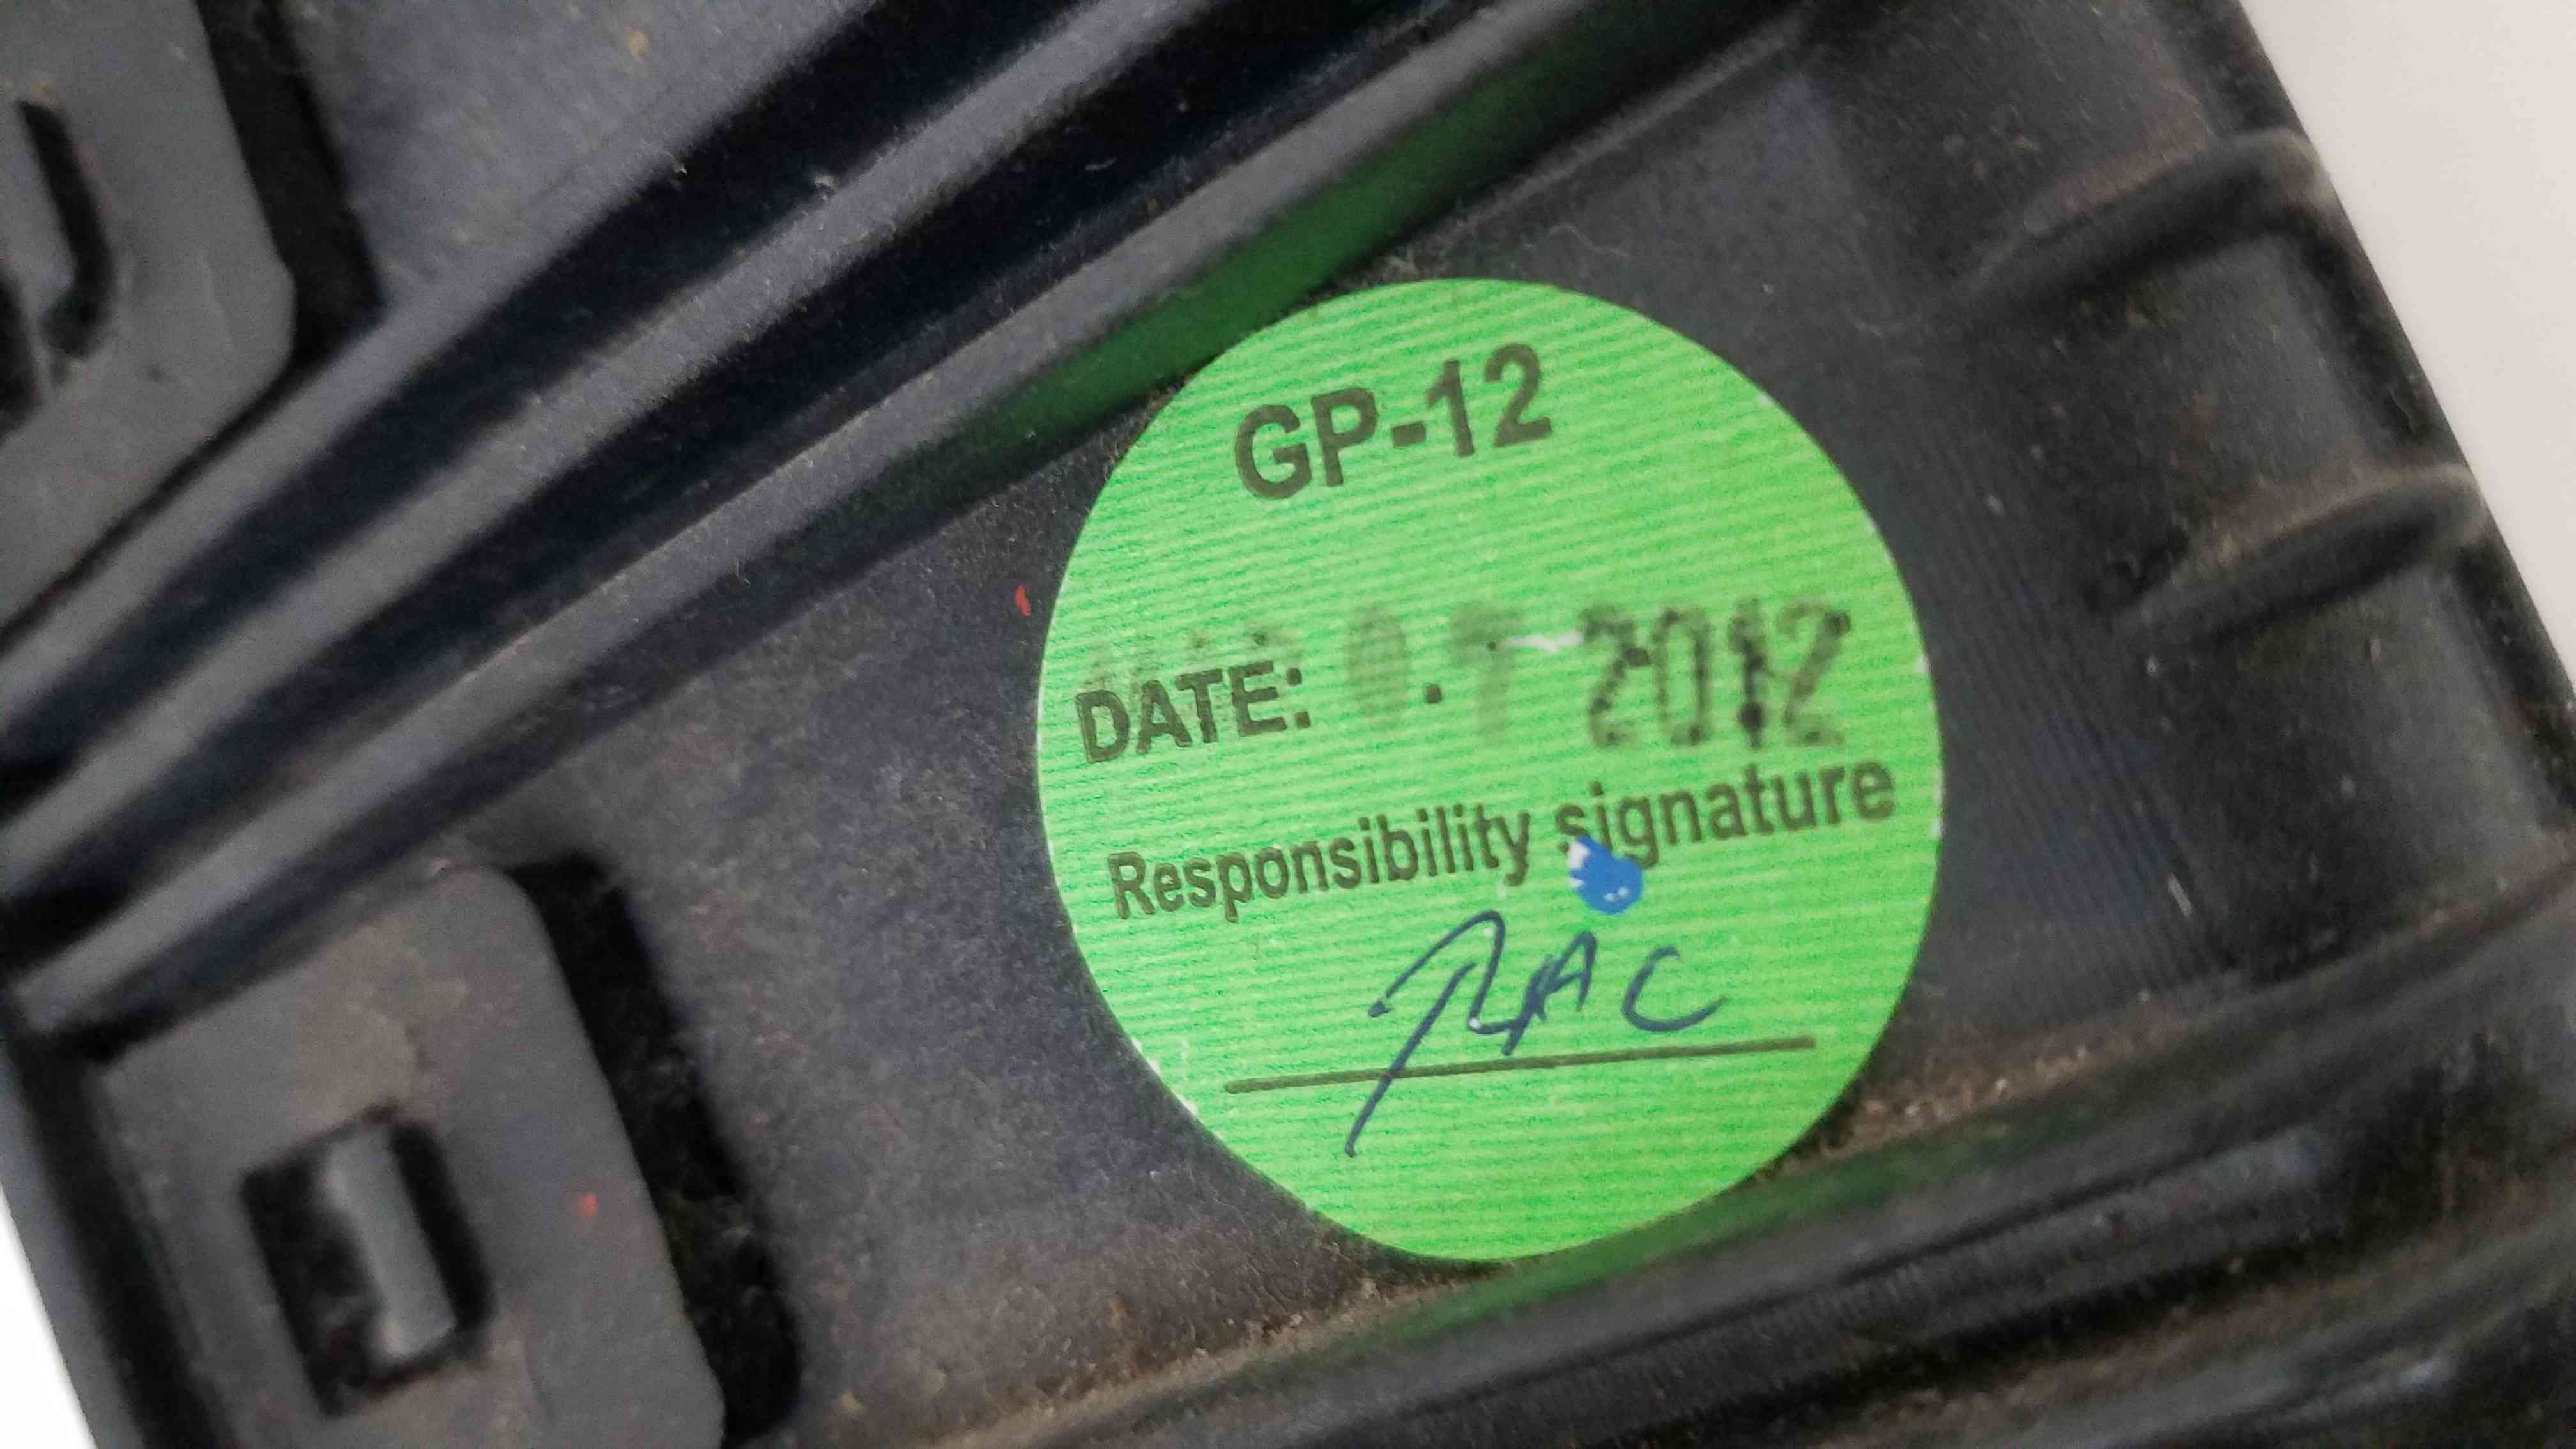 GP-12
DATE: 2012
Responsibility signature